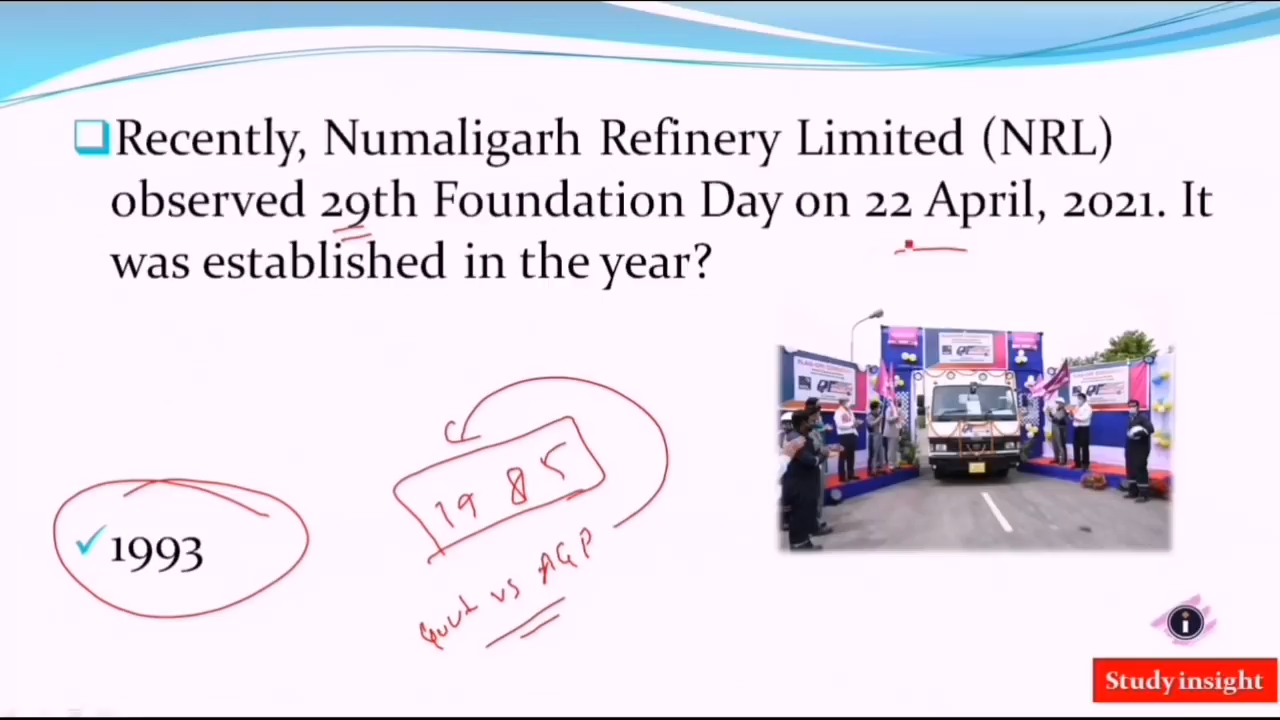 Recently, Numaligarh Refinery Limited (NRL)
observed 29th Foundation Day on 22 April, 2021. It
was established in the year?
1993
1985
Govt vs AGP
Study insight